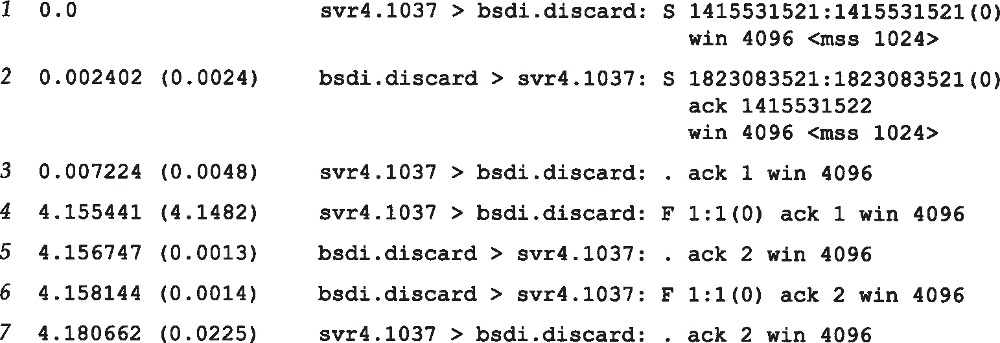 1 0.0 svr4.1037 > bsdi.discard: S 1415531521:1415531521(0)
win 4096 <mss 1024>
2 0.002402 (0.0024) bsdi.discard > svr4.1037: S 1823083521:1823083521(0)
ack 1415531522
win 4096 <mss 1024>
3 0.007224 (0.0048) svr4.1037 > bsdi.discard: . ack 1 win 4096
4 4.155441 (4.1482) svr4.1037 > bsdi.discard: F 1:1(0) ack 1 win 4096
5 4.156747 (0.0013) bsdi.discard > svr4.1037: . ack 2 win 4096
6 4.158144 (0.0014) bsdi.discard > svr4.1037: F 1:1(0) ack 2 win 4096
7 4.180662 (0.0225) svr4.1037 > bsdi.discard: . ack 2 win 4096